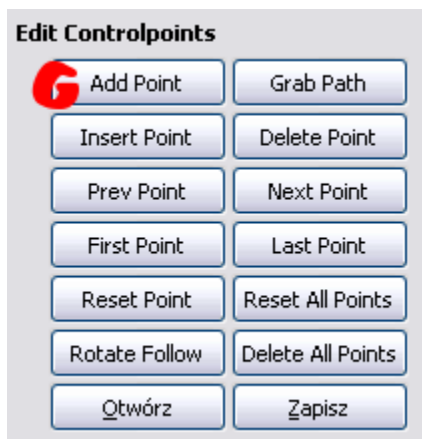 Edit Controlpoints
G Add Point Grab Path
Insert Point Delete Point
Prev Point Next Point
First Point Last Point
Reset Point Reset All Points
Rotate Follow Delete All Points
Otwórz Zapisz